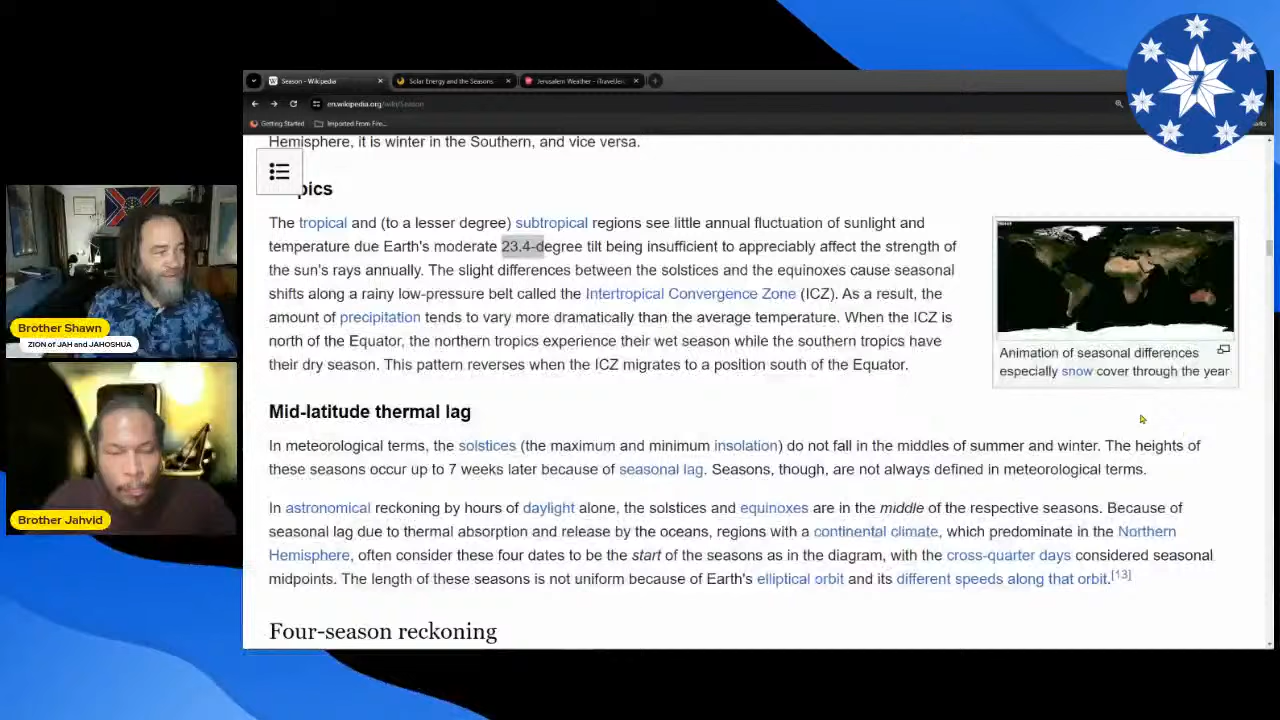 Season - Wikipedia
Solar Energy and the Seasons
Jerusalem Weather - iTravelJer
en.wikipedia.org/wiki/Season
Getting Started
Imported From Fire...
7
Hemisphere, it is winter in the Southern, and vice versa.
pics
The tropical and (to a lesser degree) subtropical regions see little annual fluctuation of sunlight and
temperature due Earth's moderate 23.4-degree tilt being insufficient to appreciably affect the strength of
the sun's rays annually. The slight differences between the solstices and the equinoxes cause seasonal
shifts along a rainy low-pressure belt called the Intertropical Convergence Zone (ICZ). As a result, the
amount of precipitation tends to vary more dramatically than the average temperature. When the ICZ is
north of the Equator, the northern tropics experience their wet season while the southern tropics have
their dry season. This pattern reverses when the ICZ migrates to a position south of the Equator.
Animation of seasonal differences
especially snow cover through the year
Mid-latitude thermal lag
In meteorological terms, the solstices (the maximum and minimum insolation) do not fall in the middles of summer and winter. The heights of
these seasons occur up to 7 weeks later because of seasonal lag. Seasons, though, are not always defined in meteorological terms.
In astronomical reckoning by hours of daylight alone, the solstices and equinoxes are in the middle of the respective seasons. Because of
seasonal lag due to thermal absorption and release by the oceans, regions with a continental climate, which predominate in the Northern
Hemisphere, often consider these four dates to be the start of the seasons as in the diagram, with the cross-quarter days considered seasonal
midpoints. The length of these seasons is not uniform because of Earth's elliptical orbit and its different speeds along that orbit.[13]
Four-season reckoning
Brother Shawn
ZION of JAH and JAHOSHUA
Brother Jahvid